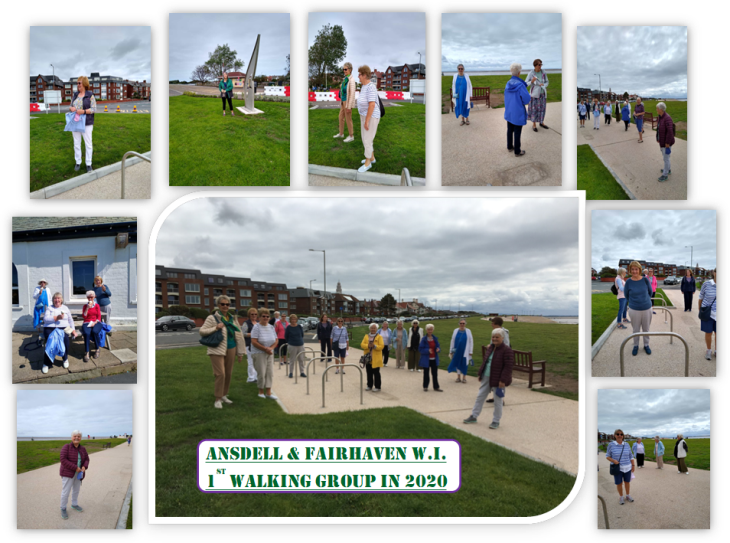 ANSDELL & FAIRHAVEN W.I.
1ST WALKING GROUP IN 2020